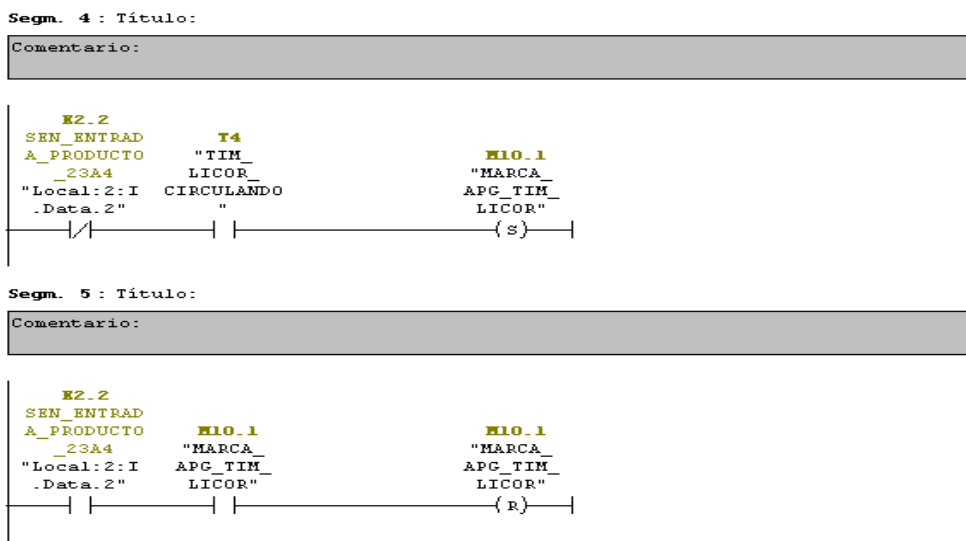 Segm. 4 : Título:
Comentario:
E2.2
SEN_ENTRAD
A_PRODUCTO
_23A4
"Local:2:I
.Data.2"
T4
"TIM_
LICOR_
CIRCULANDO
"
M10.1
"MARCA_
APG_TIM_
LICOR"
S
Segm. 5 : Título:
Comentario:
E2.2
SEN_ENTRAD
A_PRODUCTO
_23A4
"Local:2:I
.Data.2"
M10.1
"MARCA_
APG_TIM_
LICOR"
M10.1
"MARCA_
APG_TIM_
LICOR"
R